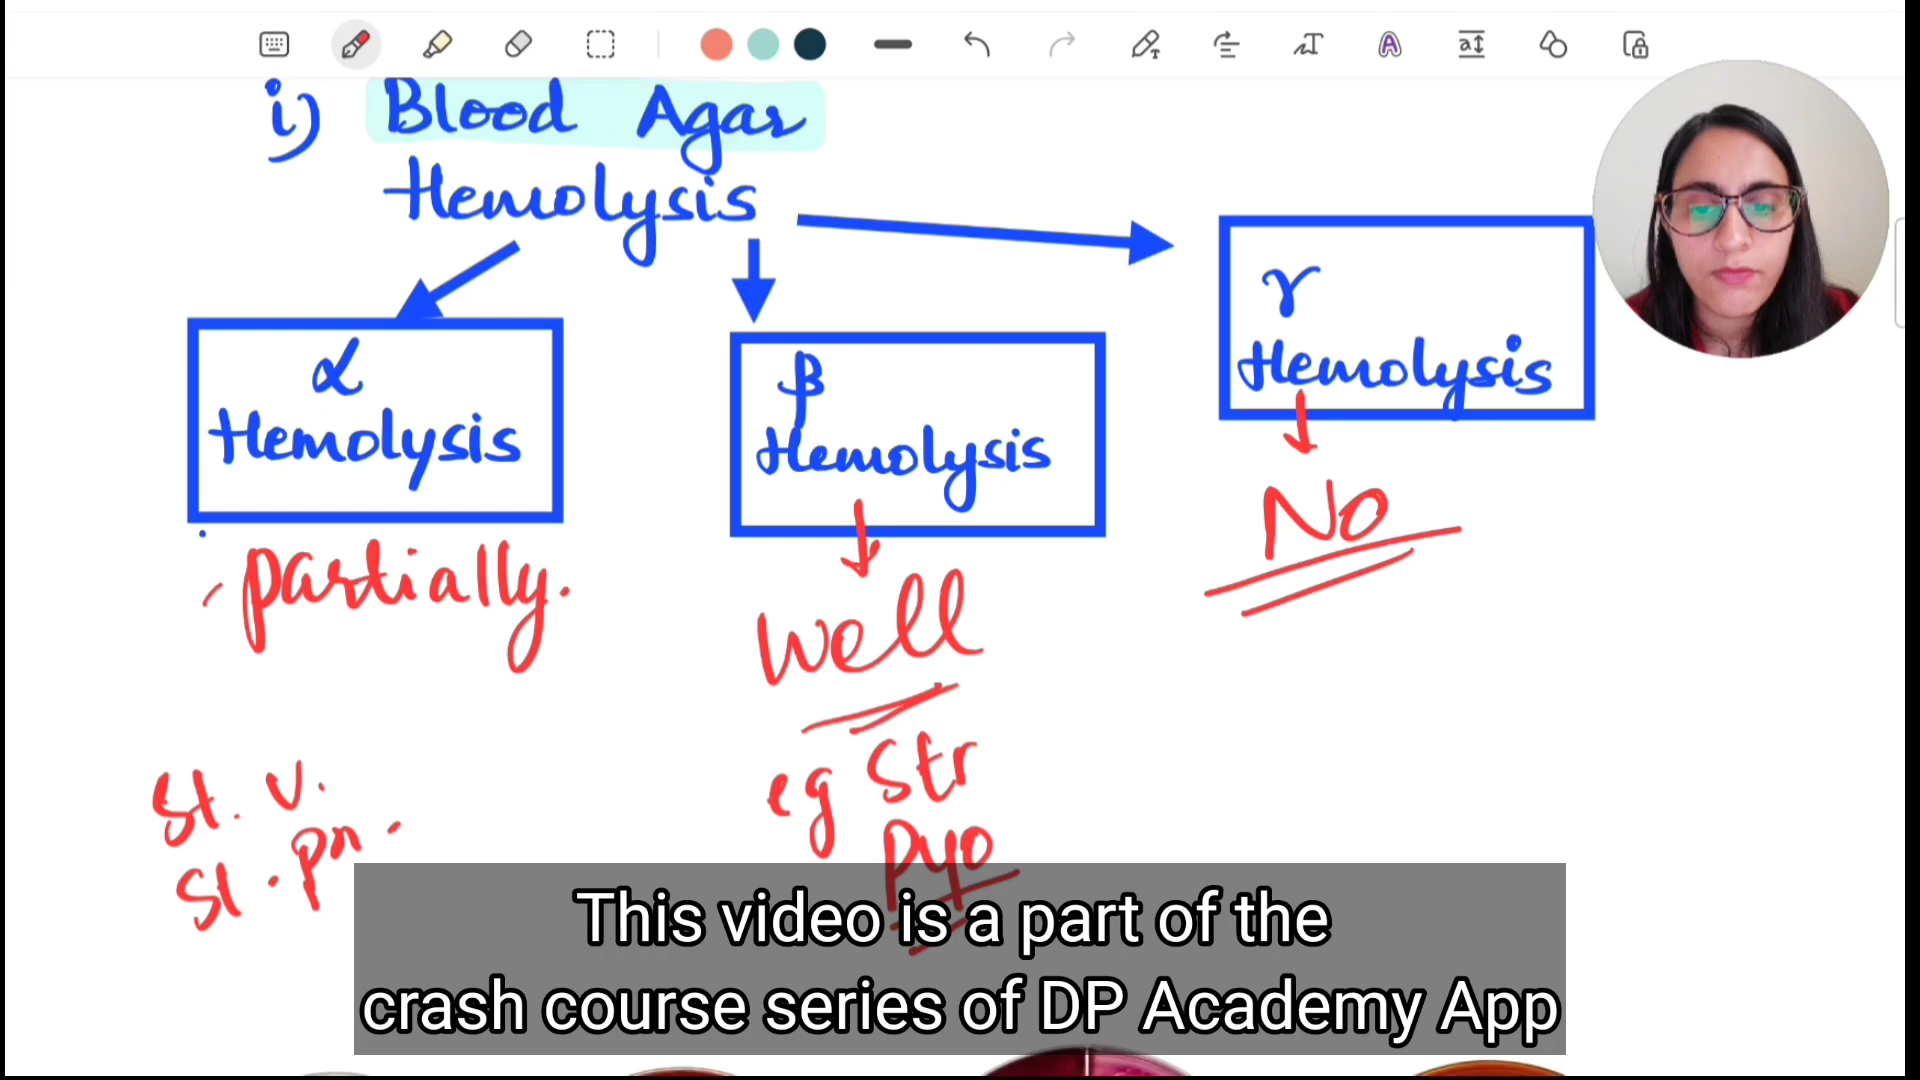 i) Blood Agar
Hemolysis
α
Hemolysis
β
Hemolysis
γ
Hemolysis
partially.
Well
No
eg Str
Pyo
St. V.
St. pn.
This video is a part of the
crash course series of DP Academy App